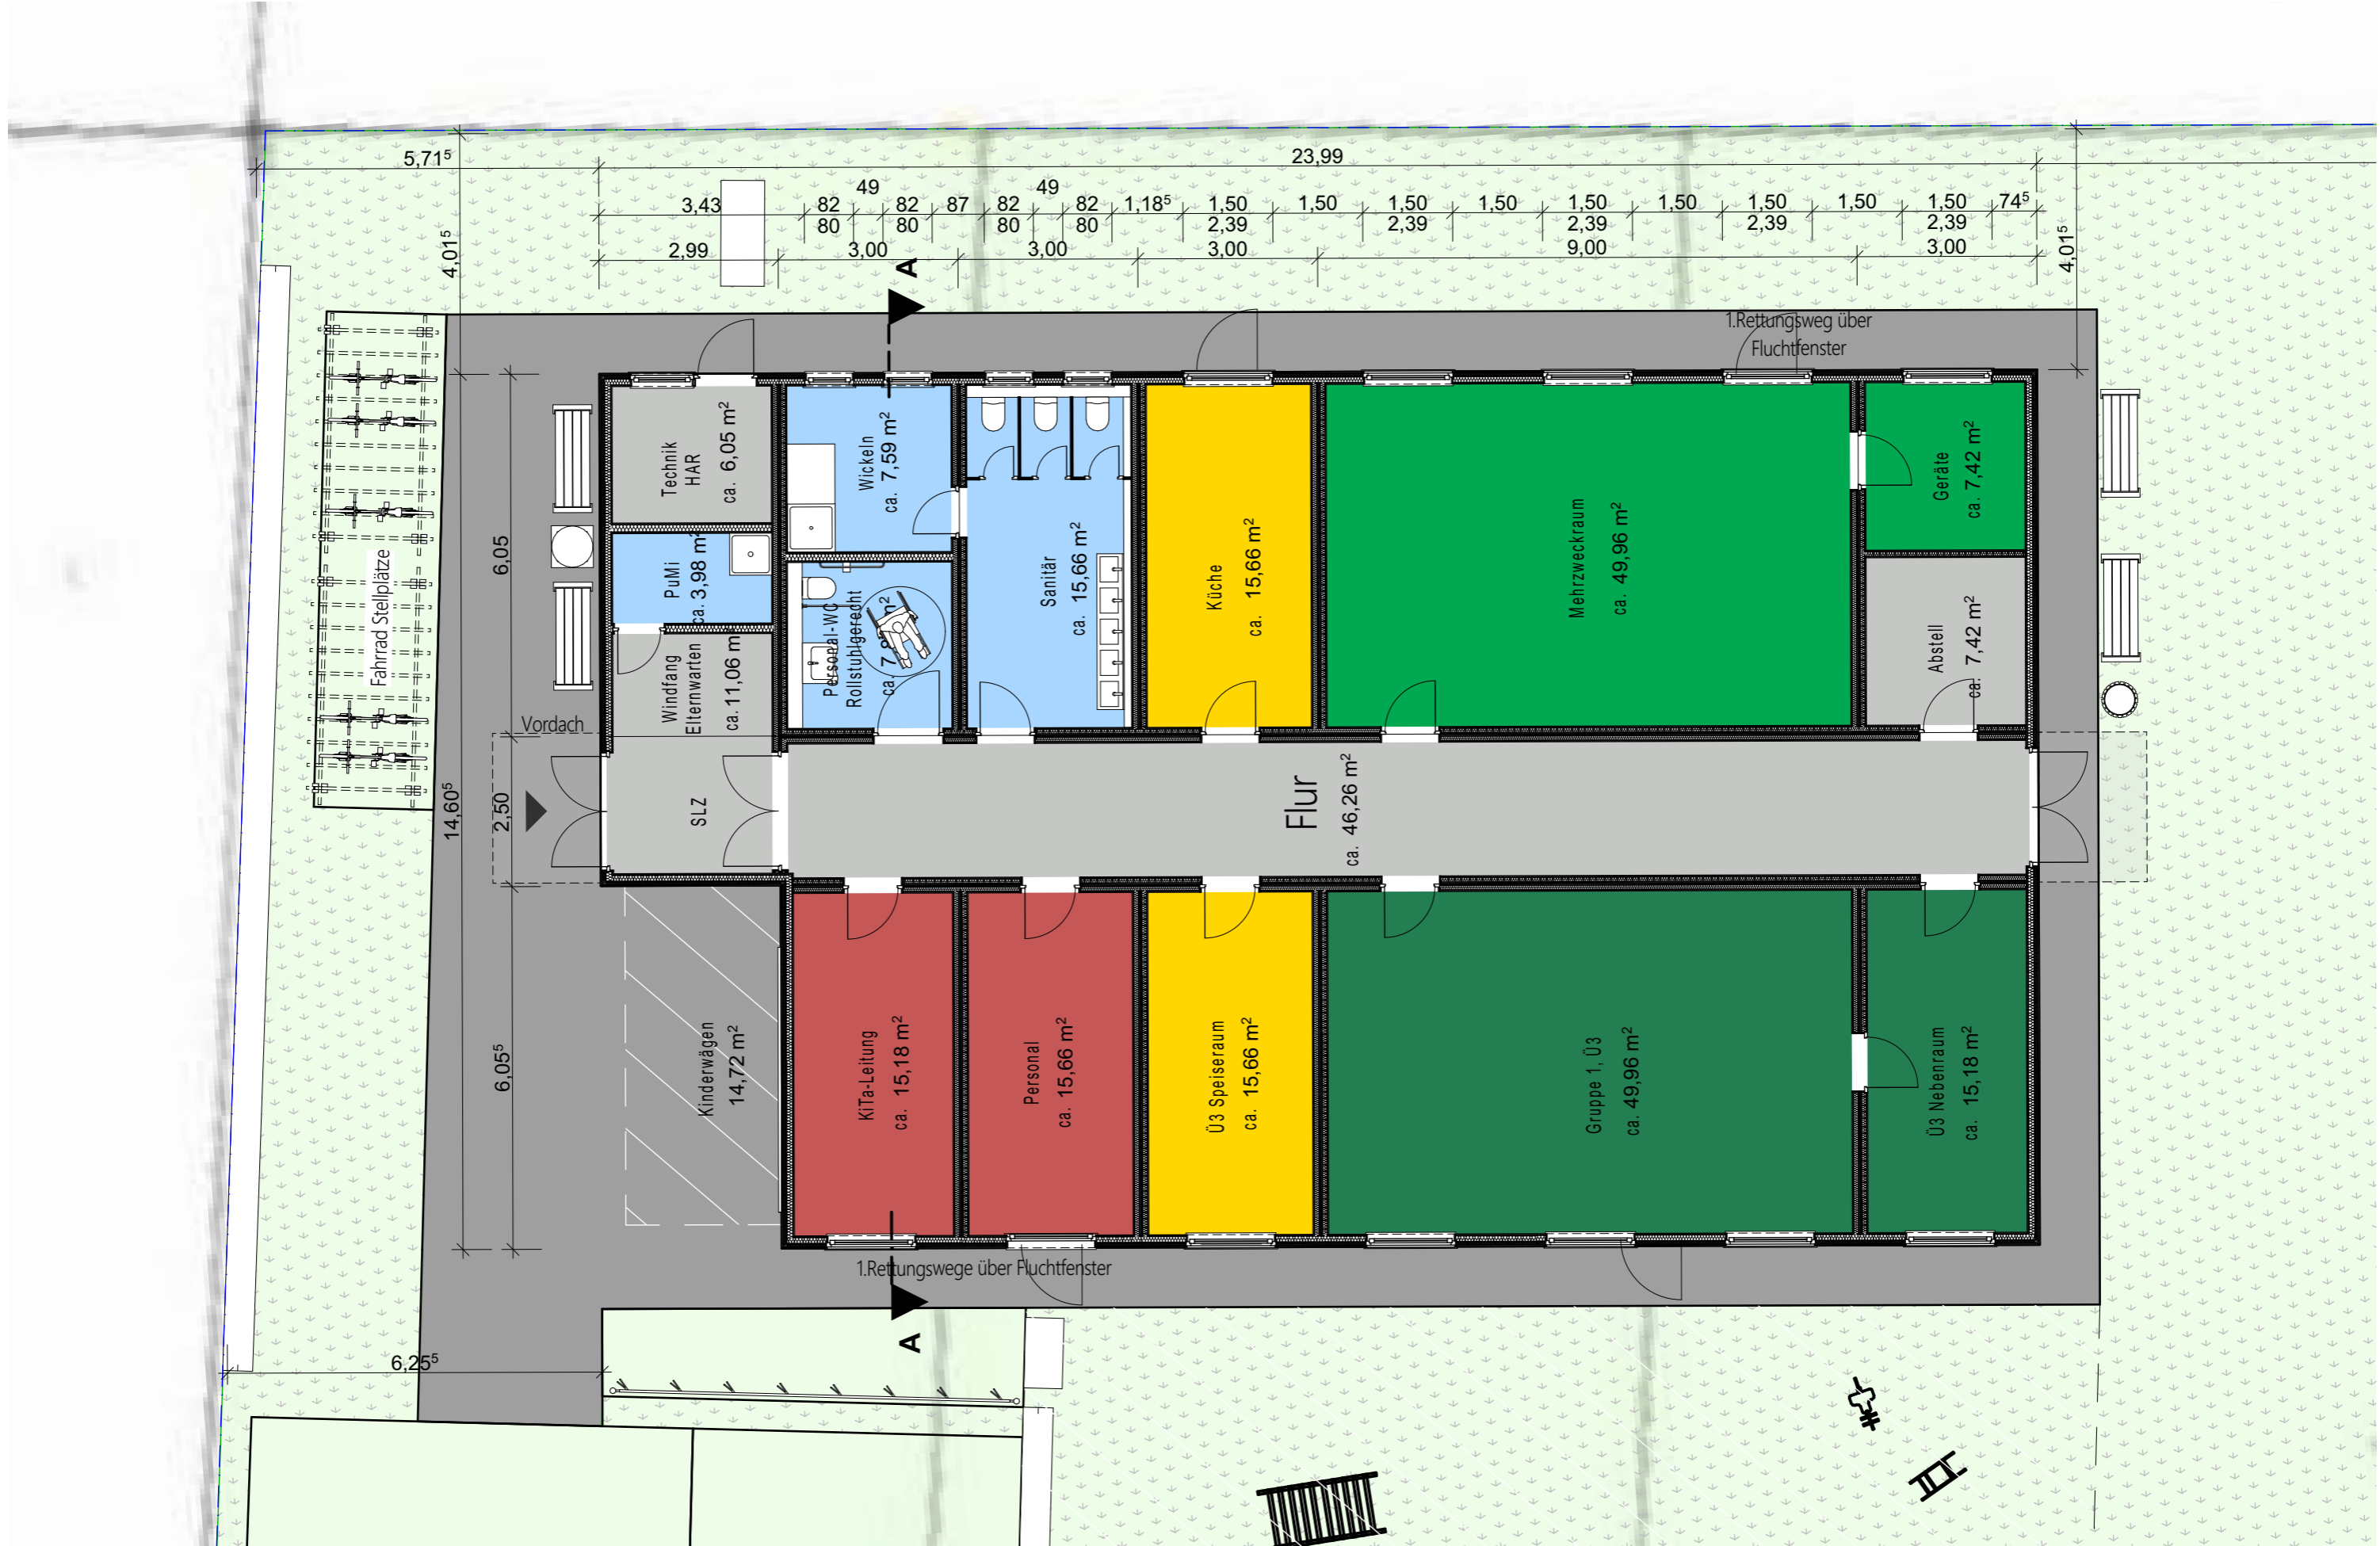 5,71⁵
23,99
3,43
82
80
49
82
80
87
82
80
49
82
80
1,18⁵
1,50
2,39
1,50
1,50
2,39
1,50
1,50
2,39
1,50
1,50
2,39
1,50
1,50
2,39
74⁵
2,99
3,00
3,00
3,00
9,00
3,00
4,01⁵
4,01⁵
A
1.Rettungsweg über
Fluchtfenster
Fahrrad Stellplätze
6,05
2,50
14,60⁵
6,05⁵
Vordach
Technik
HAR
ca. 6,05 m²
PuMi
ca. 3,98 m²
Windfang
Elternwarten
ca. 11,06 m
SLZ
Wickeln
ca. 7,59 m²
Personal-WC
Rollstuhlgerecht
Sanitär
ca. 15,66 m²
Küche
ca. 15,66 m²
Mehrzweckraum
ca. 49,96 m²
Geräte
ca. 7,42 m²
Abstell
ca. 7,42 m²
Flur
ca. 46,26 m²
Kinderwägen
14,72 m²
KiTa-Leitung
ca. 15,18 m²
Personal
ca. 15,66 m²
Ü3 Speiseraum
ca. 15,66 m²
Gruppe 1, Ü3
ca. 49,96 m²
Ü3 Nebenraum
ca. 15,18 m²
1.Rettungswege über Fluchtfenster
A
6,25⁵